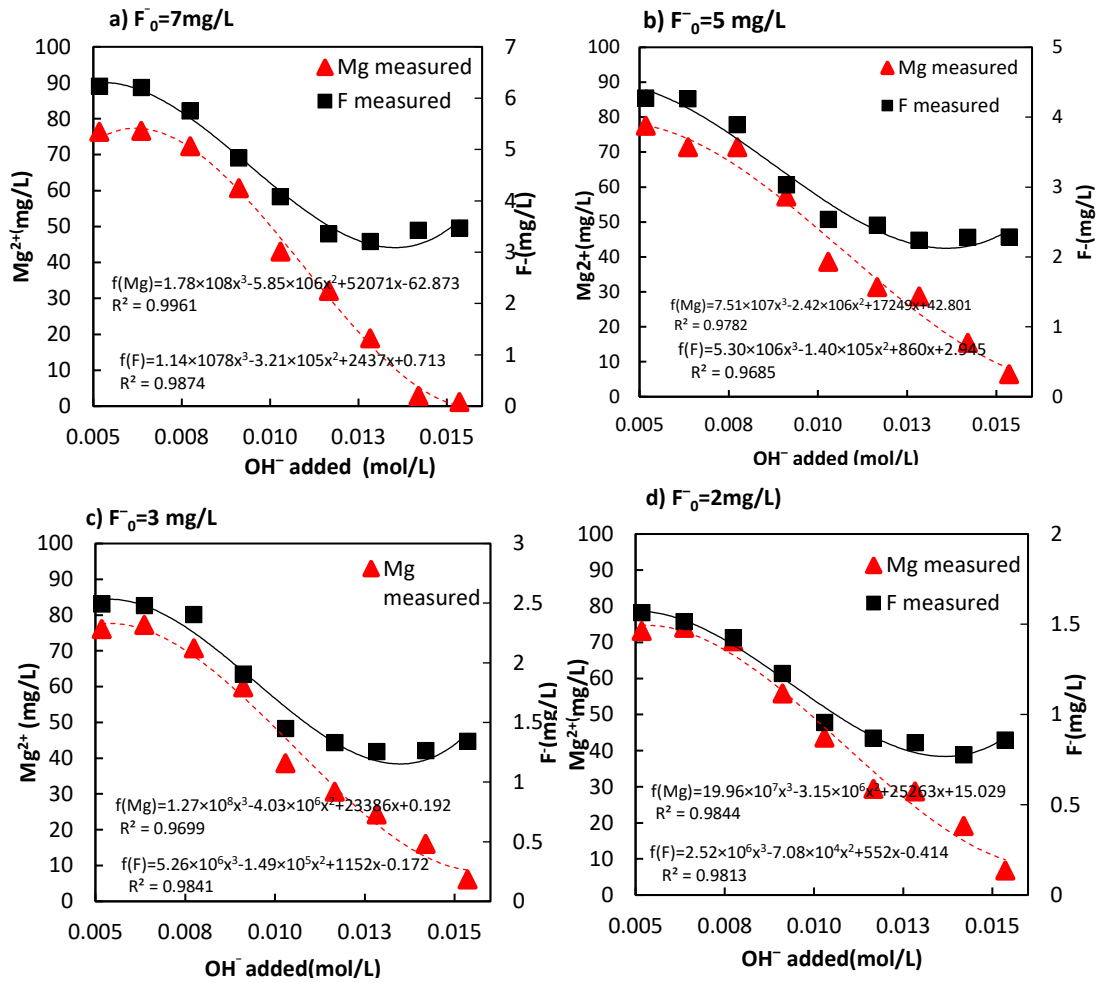 a) F⁻₀=7mg/L
Mg measured
F measured
100
90
80
70
60
50
40
30
20
10
0
Mg²⁺(mg/L)
7
6
5
4
3
2
1
0
F-(mg/L)
f(Mg)=1.78×108x³-5.85×106x²+52071x-62.873
R² = 0.9961
f(F)=1.14×1078x³-3.21×105x²+2437x+0.713
R² = 0.9874
0.005 0.008 0.010 0.013 0.015
OH⁻ added (mol/L)
b) F⁻₀=5 mg/L
Mg measured
F measured
100
90
80
70
60
50
40
30
20
10
0
Mg2+(mg/L)
5
4
3
2
1
0
F-(mg/L)
f(Mg)=7.51×107x³-2.42×106x²+17249x+42.801
R² = 0.9782
f(F)=5.30×106x³-1.40×105x²+860x+2.945
R² = 0.9685
0.005 0.008 0.010 0.013 0.015
OH⁻ added (mol/L)
c) F⁻₀=3 mg/L
Mg
measured
100
90
80
70
60
50
40
30
20
10
0
Mg²⁺ (mg/L)
3
2.5
2
1.5
1
0.5
0
F⁻(mg/L)
f(Mg)=1.27×10⁸x³-4.03×10⁶x²+23386x+0.192
R² = 0.9699
f(F)=5.26×10⁶x³-1.49×10⁵x²+1152x-0.172
R² = 0.9841
0.005 0.008 0.010 0.013 0.015
OH⁻ added(mol/L)
d) F⁻₀=2mg/L)
Mg measured
F measured
100
90
80
70
60
50
40
30
20
10
0
Mg²⁺(mg/L)
2
1.5
1
0.5
0
F⁻(mg/L)
f(Mg)=19.96×10⁷x³-3.15×10⁶x²+25263x+15.029
R² = 0.9844
f(F)=2.52×10⁶x³-7.08×10⁴x²+552x-0.414
R² = 0.9813
0.005 0.008 0.010 0.013 0.015
OH⁻ added(mol/L)